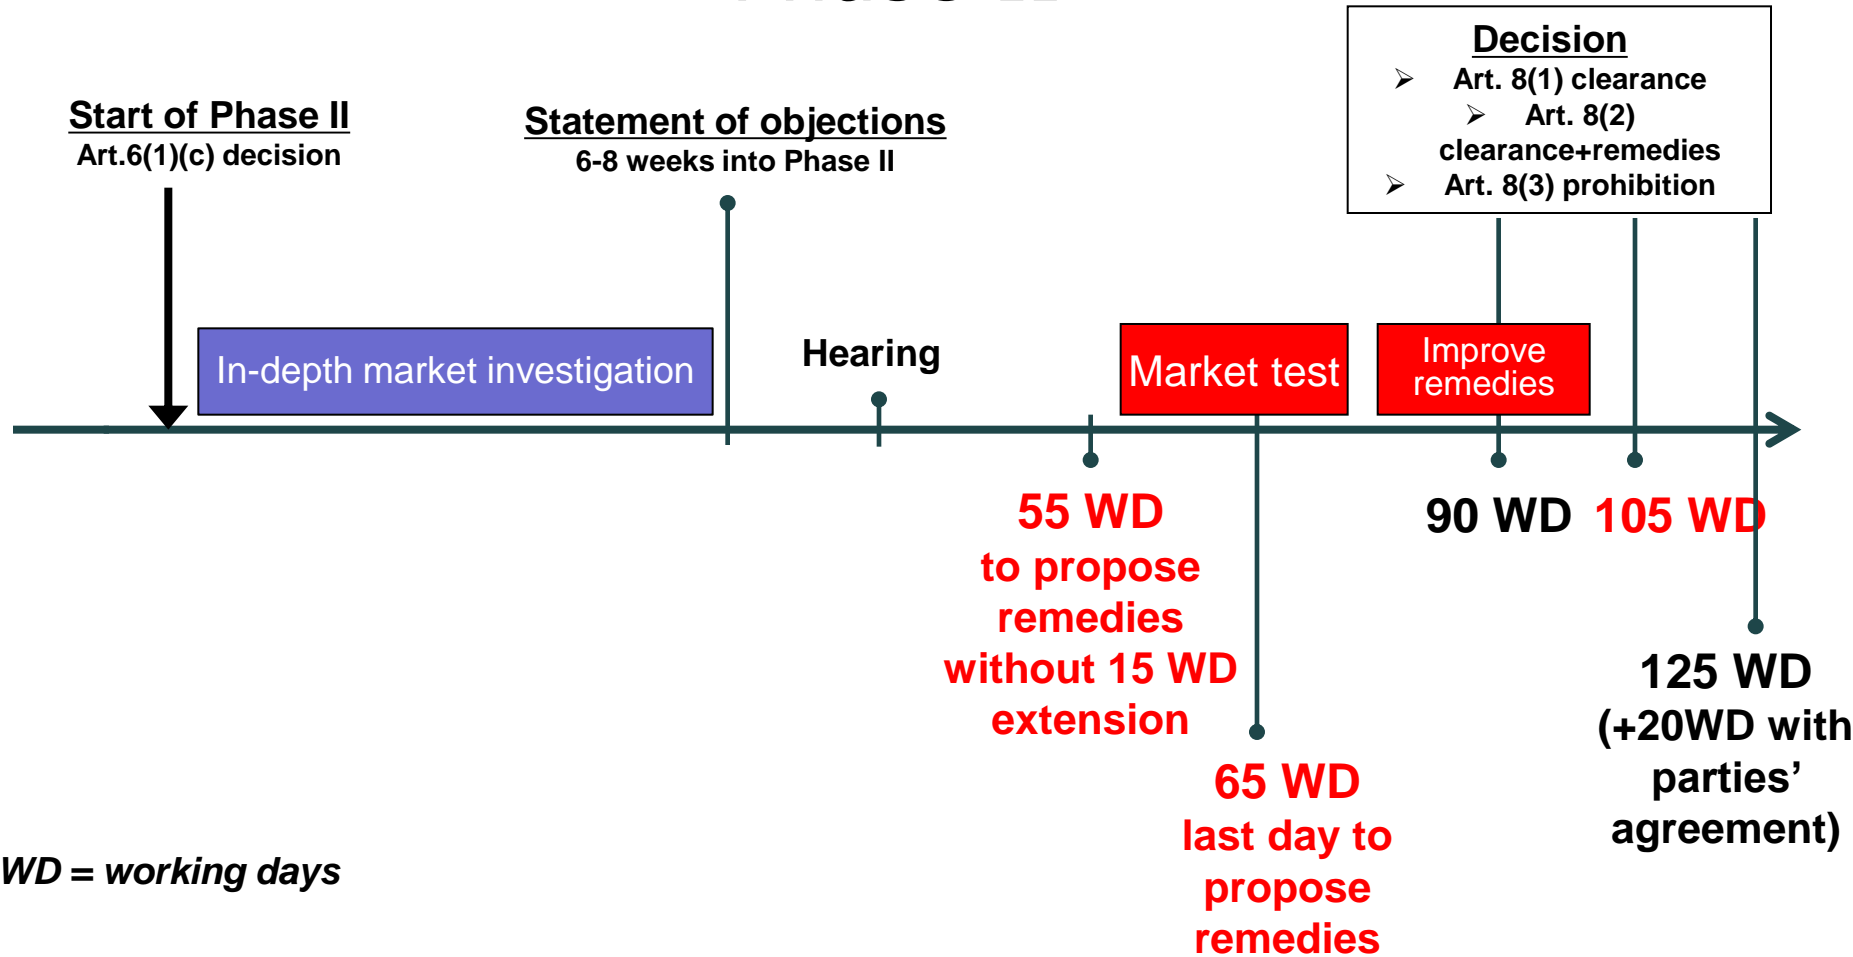 Start of Phase II
Art.6(1)(c) decision
Statement of objections
6-8 weeks into Phase II
Decision
➢ Art. 8(1) clearance
➢ Art. 8(2)
clearance+remedies
➢ Art. 8(3) prohibition
In-depth market investigation
Hearing
Market test
Improve
remedies
55 WD
to propose
remedies
without 15 WD
extension
65 WD
last day to
propose
remedies
90 WD
105 WD
125 WD
(+20WD with
parties’
agreement)
WD = working days